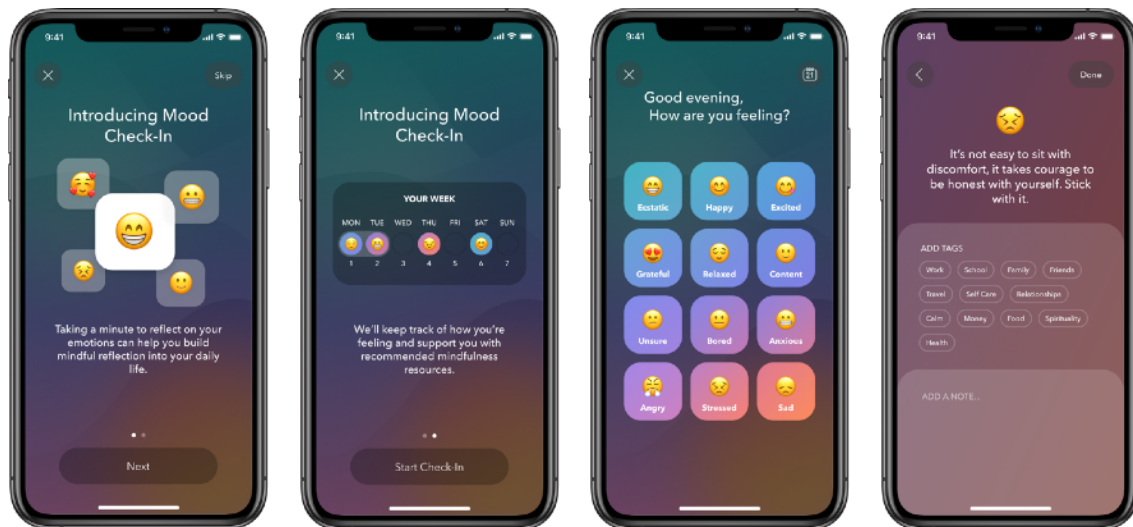 9:41
Skip
Introducing Mood
Check-In
Taking a minute to reflect on your
emotions can help you build
mindful reflection into your daily
life.
Next
9:41
Introducing Mood
Check-In
YOUR WEEK
MON TUE WED THU FRI SAT SUN
1 2 3 4 5 6 7
We'll keep track of how you're
feeling and support you with
recommended mindfulness
resources.
Start Check-In
9:41
21
Good evening,
How are you feeling?
Ecstatic Happy Excited
Grateful Relaxed Content
Unsure Bored Anxious
Angry Stressed Sad
9:41
Done
It's not easy to sit with
discomfort, it takes courage to
be honest with yourself. Stick
with it.
ADD TAGS
Work School Family Friends
Travel Self Care Relationships
Calm Money Food Spirituality
Health
ADD A NOTE...